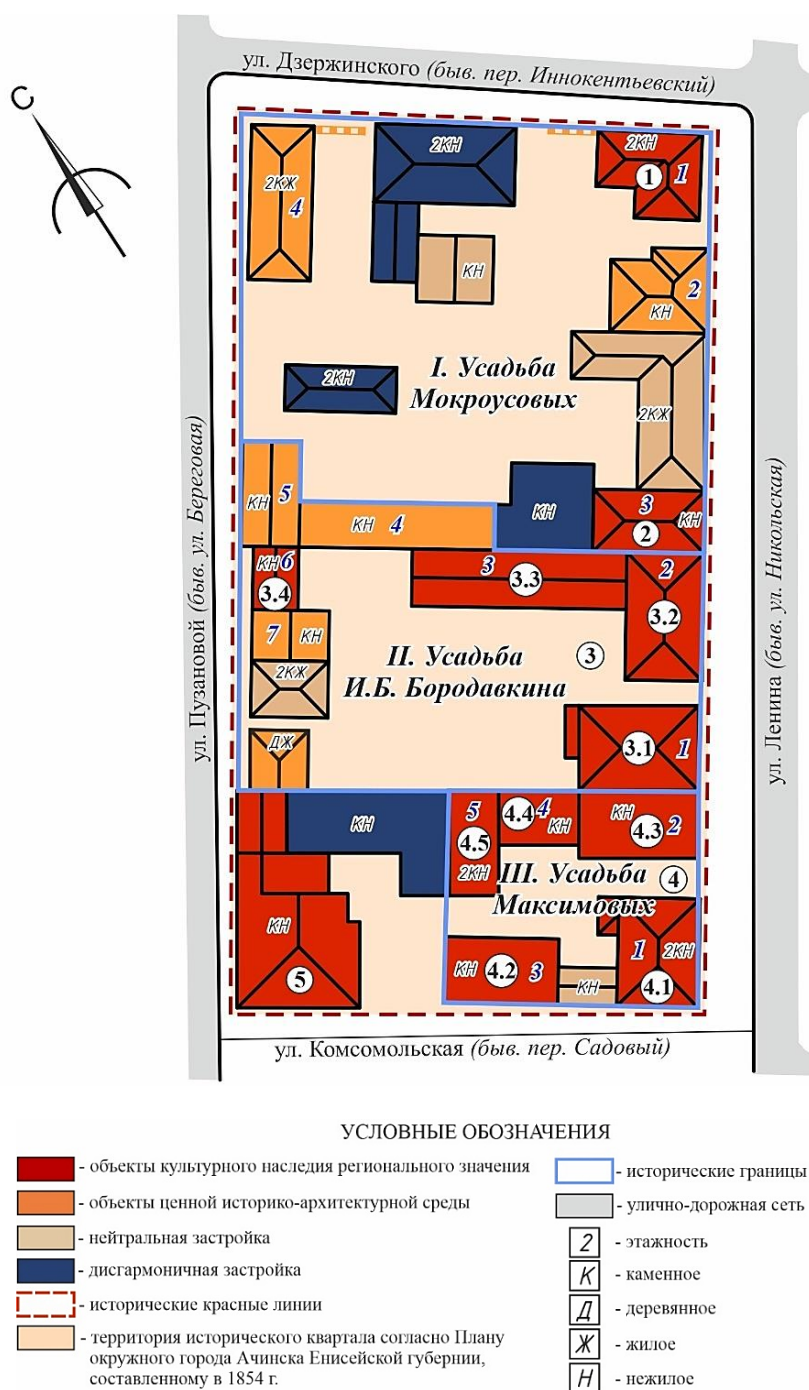 ул. Дзержинского (быв. пер. Иннокентьевский)
С
2КН
1
1
2КН
2КЖ
4
КН
2
КН
I. Усадьба
Мокроусовых
2КН
2КЖ
ул. Пузановой (быв. ул. Береговая)
ул. Ленина (быв. ул. Никольская)
КН
5
КН
4
КН
3
2
КН
КН
6
3.4
3
3.3
2
3.2
7
КН
2КЖ
II. Усадьба
И.Б. Бородавкина
3
ДЖ
3.1
1
КН
5
4.5
2КН
4.4
4
КН
КН
4.3
2
III. Усадьба
Максимовых
4
КН
5
КН
4.2
3
КН
1
2КН
4.1
ул. Комсомольская (быв. пер. Садовый)
УСЛОВНЫЕ ОБОЗНАЧЕНИЯ
- объекты культурного наследия регионального значения
- объекты ценной историко-архитектурной среды
- нейтральная застройка
- дисгармоничная застройка
- исторические красные линии
- территория исторического квартала согласно Плану
окружного города Ачинска Енисейской губернии,
составленному в 1854 г.
- исторические границы
- улично-дорожная сеть
2 - этажность
К - каменное
Д - деревянное
Ж - жилое
Н - нежилое